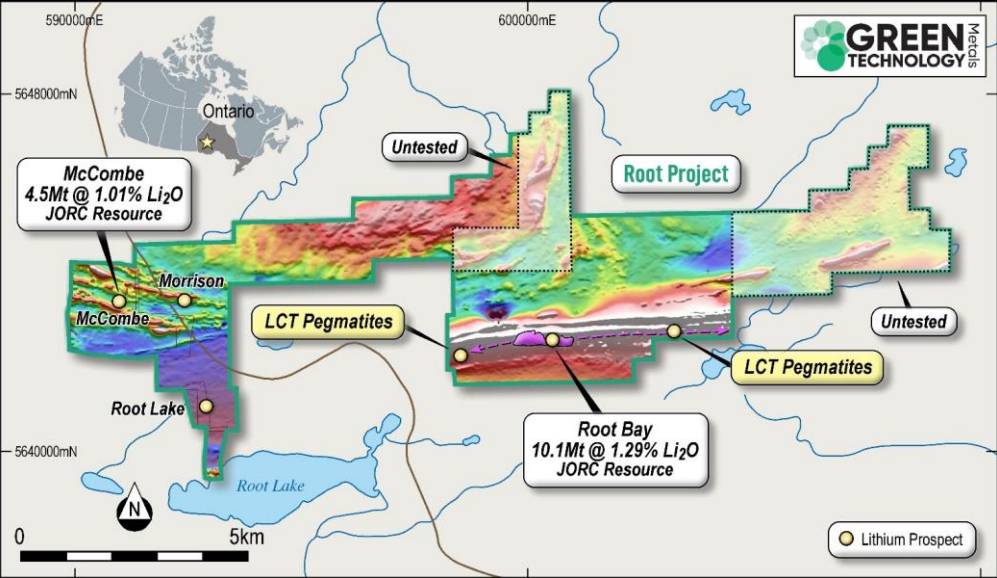 590000mE
600000mE
GREEN
TECHNOLOGY
Metals
5648000mN
Ontario
Untested
Root Project
McCombe
4.5Mt @ 1.01% Li₂O
JORC Resource
Morrison
McCombe
LCT Pegmatites
Untested
LCT Pegmatites
Root Lake
Root Bay
10.1Mt @ 1.29% Li₂O
JORC Resource
5640000mN
Root Lake
N
0
5km
Lithium Prospect